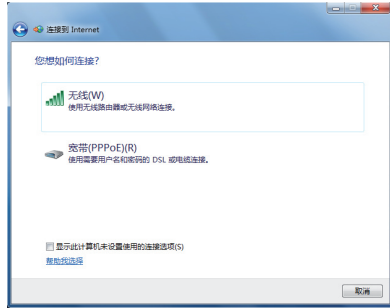 连接到 Internet
您想如何连接?
无线(W)
使用无线路由器或无线网络连接。
宽带(PPPoE)(R)
使用需要用户名和密码的 DSL 或电缆连接。
显示此计算机未设置使用的连接选项(S)
帮助我选择
取消